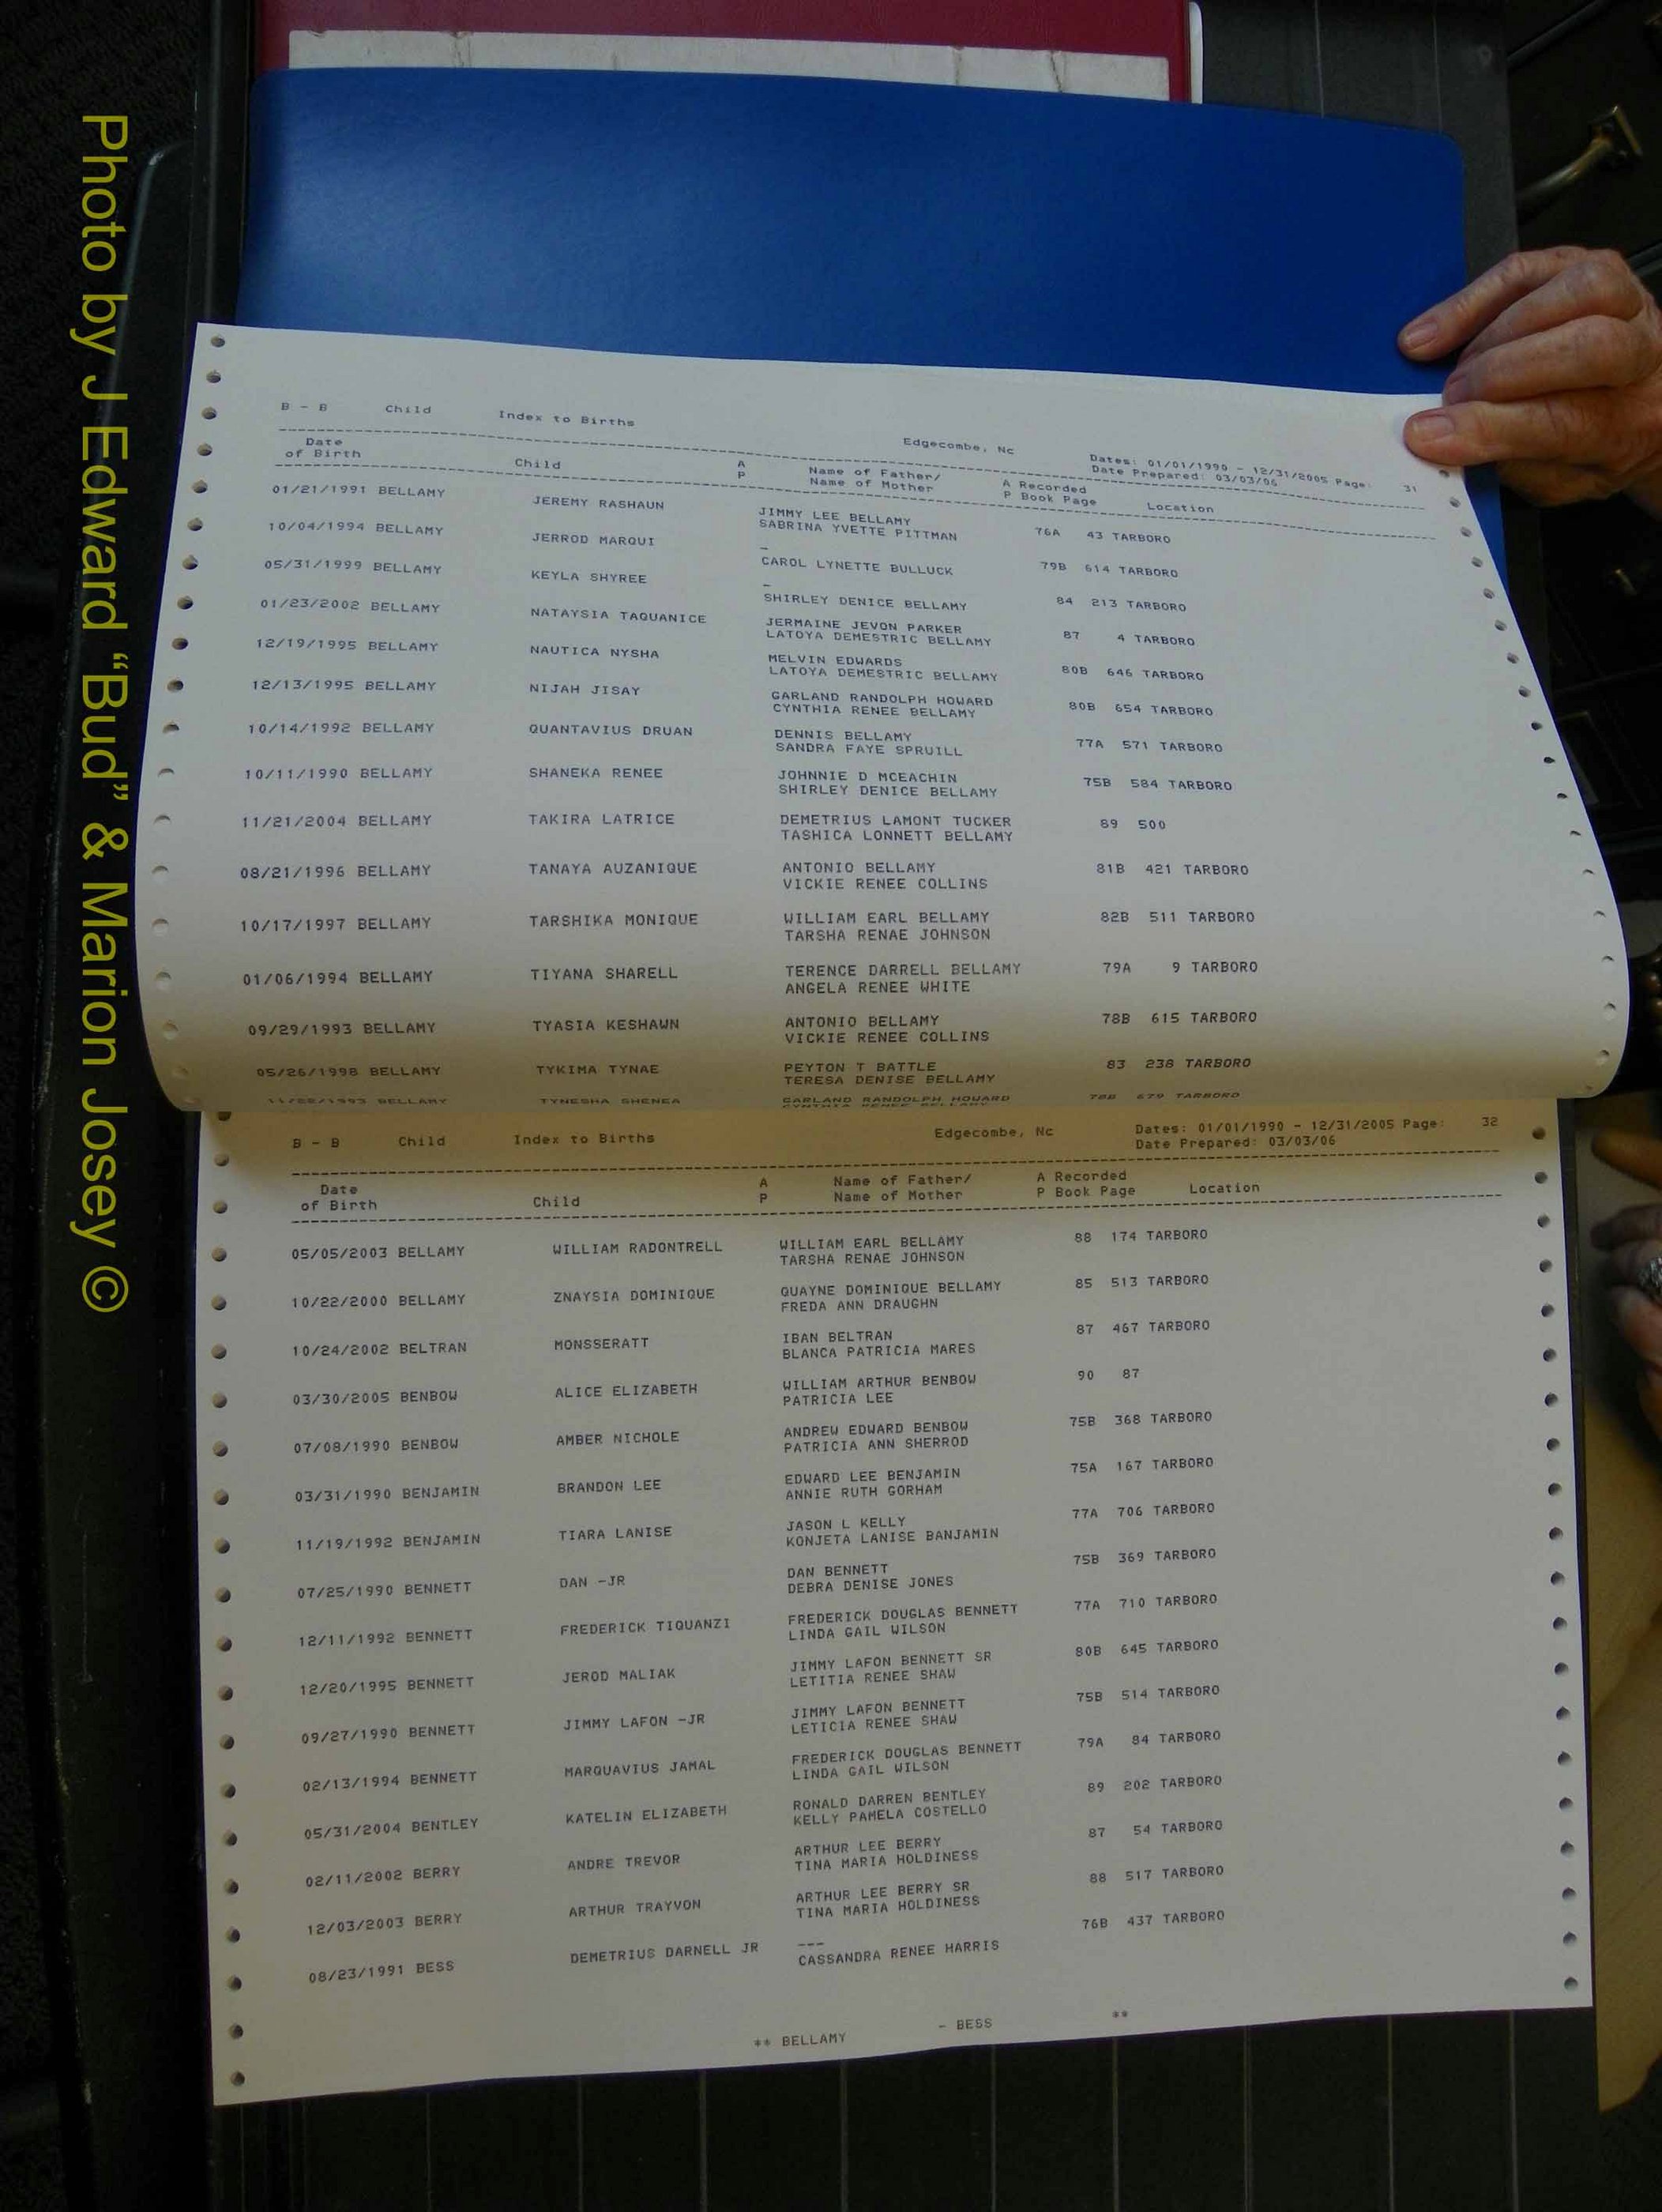 B - B Child Index to Births Edgecombe, Nc Dates: 01/01/1990 - 12/31/2005 Page: 31
Date Prepared: 03/03/06
Date of Birth Child A P Name of Father/ Name of Mother A P Recorded Book Page Location
01/21/1991 BELLAMY JEREMY RASHAUN JIMMY LEE BELLAMY 76A 43 TARBORO
SABRINA YVETTE PITTMAN
10/04/1994 BELLAMY JERROD MARQUI - 79B 614 TARBORO
CAROL LYNETTE BULLUCK
05/31/1999 BELLAMY KEYLA SHYREE - 84 213 TARBORO
SHIRLEY DENICE BELLAMY
01/23/2002 BELLAMY NATAYSIA TAQUANICE JERMAINE JEVON PARKER 87 4 TARBORO
LATOYA DEMESTRIC BELLAMY
12/19/1995 BELLAMY NAUTICA NYSHA MELVIN EDWARDS 80B 646 TARBORO
LATOYA DEMESTRIC BELLAMY
12/13/1995 BELLAMY NIJAH JISAY GARLAND RANDOLPH HOWARD 80B 654 TARBORO
CYNTHIA RENEE BELLAMY
10/14/1992 BELLAMY QUANTAVIUS DRUAN DENNIS BELLAMY 77A 571 TARBORO
SANDRA FAYE SPRUILL
10/11/1990 BELLAMY SHANEKA RENEE JOHNNIE D MCEACHIN 75B 584 TARBORO
SHIRLEY DENICE BELLAMY
11/21/2004 BELLAMY TAKIRA LATRICE DEMETRIUS LAMONT TUCKER 89 500
TASHICA LONNETT BELLAMY
08/21/1996 BELLAMY TANAYA AUZANIQUE ANTONIO BELLAMY 81B 421 TARBORO
VICKIE RENEE COLLINS
10/17/1997 BELLAMY TARSHIKA MONIQUE WILLIAM EARL BELLAMY 82B 511 TARBORO
TARSHA RENAE JOHNSON
01/06/1994 BELLAMY TIYANA SHARELL TERENCE DARRELL BELLAMY 79A 9 TARBORO
ANGELA RENEE WHITE
09/29/1993 BELLAMY TYASIA KESHAWN ANTONIO BELLAMY 78B 615 TARBORO
VICKIE RENEE COLLINS
05/26/1998 BELLAMY TYKIMA TYNAE PEYTON T BATTLE 83 238 TARBORO
TERESA DENISE BELLAMY
BELLAMY TYNESHA SHENEA GARLAND RANDOLPH HOWARD 78B 679 TARBORO
B - B Child Index to Births Edgecombe, Nc Dates: 01/01/1990 - 12/31/2005 Page: 32
Date Prepared: 03/03/06
Date of Birth Child A P Name of Father/ Name of Mother A P Recorded Book Page Location
05/05/2003 BELLAMY WILLIAM RADONTRELL WILLIAM EARL BELLAMY 88 174 TARBORO
TARSHA RENAE JOHNSON
10/22/2000 BELLAMY ZNAYSIA DOMINIQUE QUAYNE DOMINIQUE BELLAMY 85 513 TARBORO
FREDA ANN DRAUGHN
10/24/2002 BELTRAN MONSSERATT IBAN BELTRAN 87 467 TARBORO
BLANCA PATRICIA MARES
03/30/2005 BENBOW ALICE ELIZABETH WILLIAM ARTHUR BENBOW 90 87
PATRICIA LEE
07/08/1990 BENBOW AMBER NICHOLE ANDREW EDWARD BENBOW 75B 368 TARBORO
PATRICIA ANN SHERROD
03/31/1990 BENJAMIN BRANDON LEE EDWARD LEE BENJAMIN 75A 167 TARBORO
ANNIE RUTH GORHAM
11/19/1992 BENJAMIN TIARA LANISE JASON L KELLY 77A 706 TARBORO
KONJETA LANISE BANJAMIN
07/25/1990 BENNETT DAN -JR DAN BENNETT 75B 369 TARBORO
DEBRA DENISE JONES
12/11/1992 BENNETT FREDERICK TIQUANZI FREDERICK DOUGLAS BENNETT 77A 710 TARBORO
LINDA GAIL WILSON
12/20/1995 BENNETT JEROD MALIAK JIMMY LAFON BENNETT SR 80B 645 TARBORO
LETITIA RENEE SHAW
09/27/1990 BENNETT JIMMY LAFON -JR JIMMY LAFON BENNETT 75B 514 TARBORO
LETICIA RENEE SHAW
02/13/1994 BENNETT MARQUAVIUS JAMAL FREDERICK DOUGLAS BENNETT 79A 84 TARBORO
LINDA GAIL WILSON
05/31/2004 BENTLEY KATELIN ELIZABETH RONALD DARREN BENTLEY 89 202 TARBORO
KELLY PAMELA COSTELLO
02/11/2002 BERRY ANDRE TREVOR ARTHUR LEE BERRY 87 54 TARBORO
TINA MARIA HOLDINESS
12/03/2003 BERRY ARTHUR TRAYVON ARTHUR LEE BERRY SR 88 517 TARBORO
TINA MARIA HOLDINESS
08/23/1991 BESS DEMETRIUS DARNELL JR --- 76B 437 TARBORO
CASSANDRA RENEE HARRIS
** BELLAMY - BESS **
Photo by J Edward “Bud” & Marion Josey ©